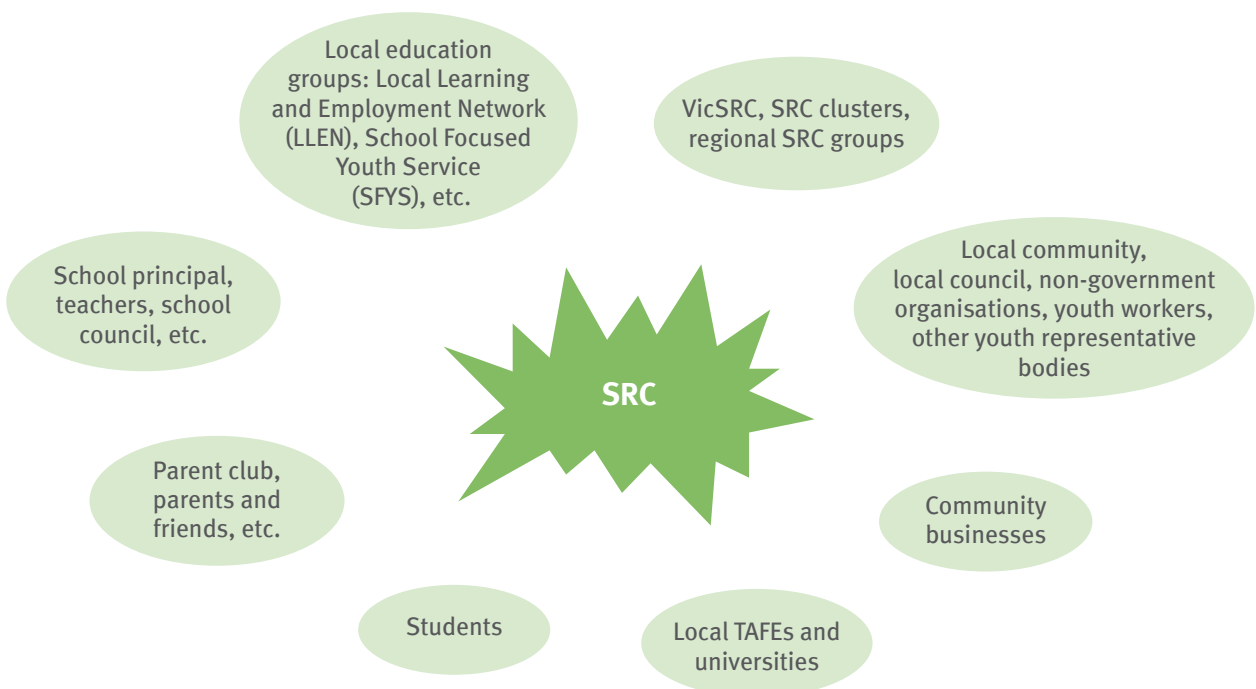 Local education
groups: Local Learning
and Employment Network
(LLEN), School Focused
Youth Service
(SFYS), etc.
VicSRC, SRC clusters,
regional SRC groups
School principal,
teachers, school
council, etc.
Local community,
local council, non-government
organisations, youth workers,
other youth representative
bodies
SRC
Parent club,
parents and
friends, etc.
Community
businesses
Students
Local TAFEs and
universities